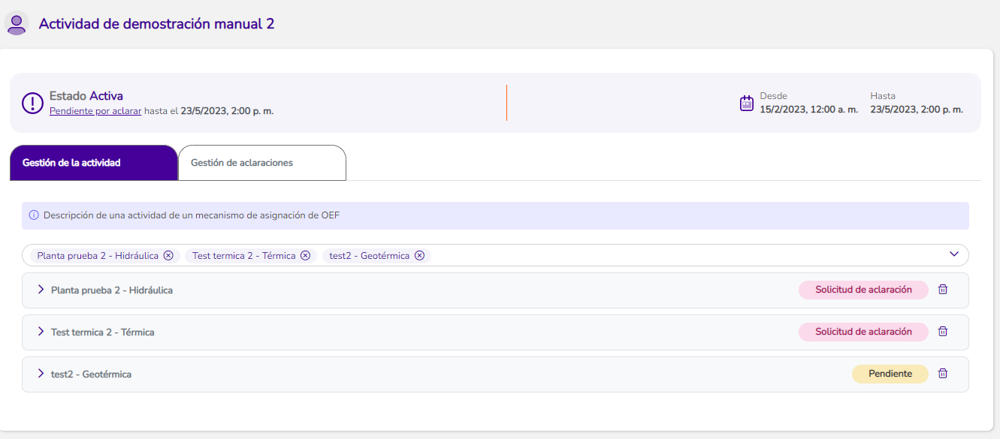 Actividad de demostración manual 2
Estado Activa
Pendiente por aclarar hasta el 23/5/2023, 2:00 p. m.
Desde
15/2/2023, 12:00 a. m.
Hasta
23/5/2023, 2:00 p. m.
Gestión de la actividad
Gestión de aclaraciones
Descripción de una actividad de un mecanismo de asignación de OEF
Planta prueba 2 - Hidráulica
Test termica 2 - Térmica
test2 - Geotérmica
Planta prueba 2 - Hidráulica
Solicitud de aclaración
Test termica 2 - Térmica
Solicitud de aclaración
test2 - Geotérmica
Pendiente